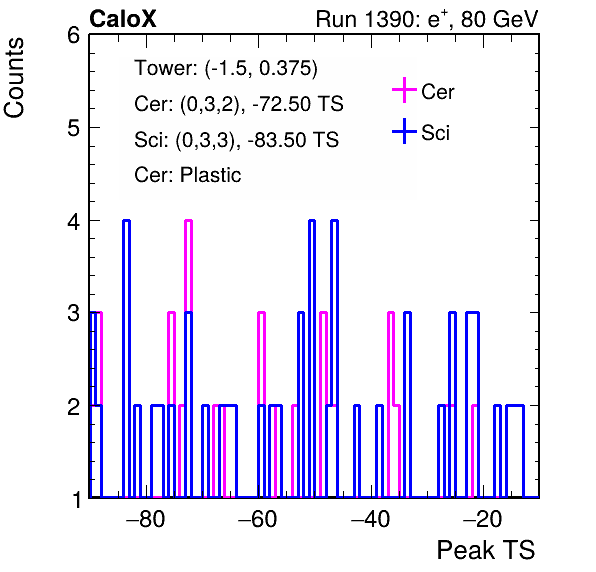 CaloX Run 1390: e⁺, 80 GeV
Counts
6
5
4
3
2
1
Tower: (-1.5, 0.375)
Cer: (0,3,2), -72.50 TS
Sci: (0,3,3), -83.50 TS
Cer: Plastic
Cer
Sci
−80 −60 −40 −20
Peak TS